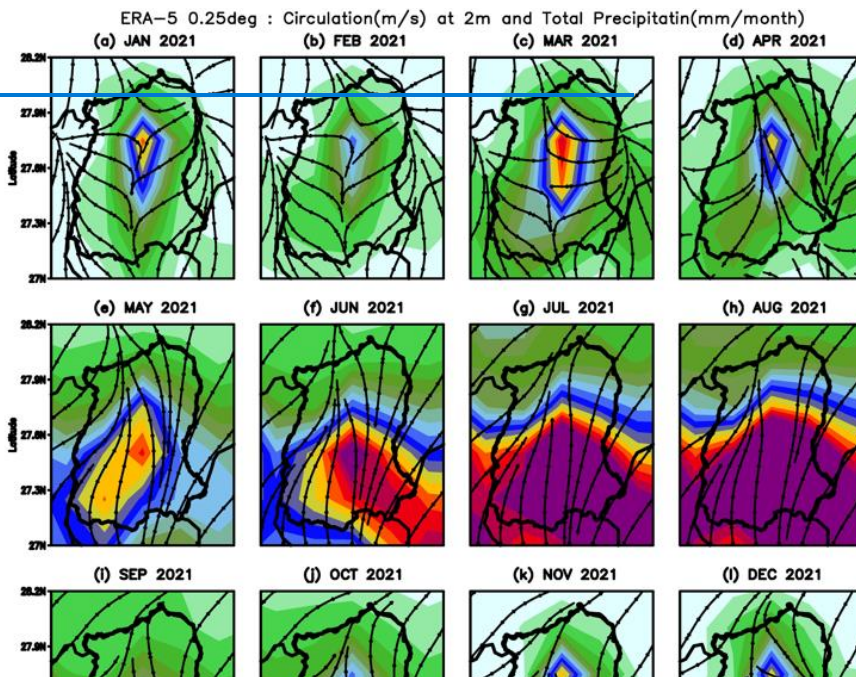 ERA-5 0.25deg : Circulation(m/s) at 2m and Total Precipitatin(mm/month)
(a) JAN 2021 (b) FEB 2021 (c) MAR 2021 (d) APR 2021
28.2N
27.9N
27.6N
27.3N
27N
Latitude
(e) MAY 2021 (f) JUN 2021 (g) JUL 2021 (h) AUG 2021
28.2N
27.9N
27.6N
27.3N
27N
Latitude
(i) SEP 2021 (j) OCT 2021 (k) NOV 2021 (l) DEC 2021
28.2N
27.9N